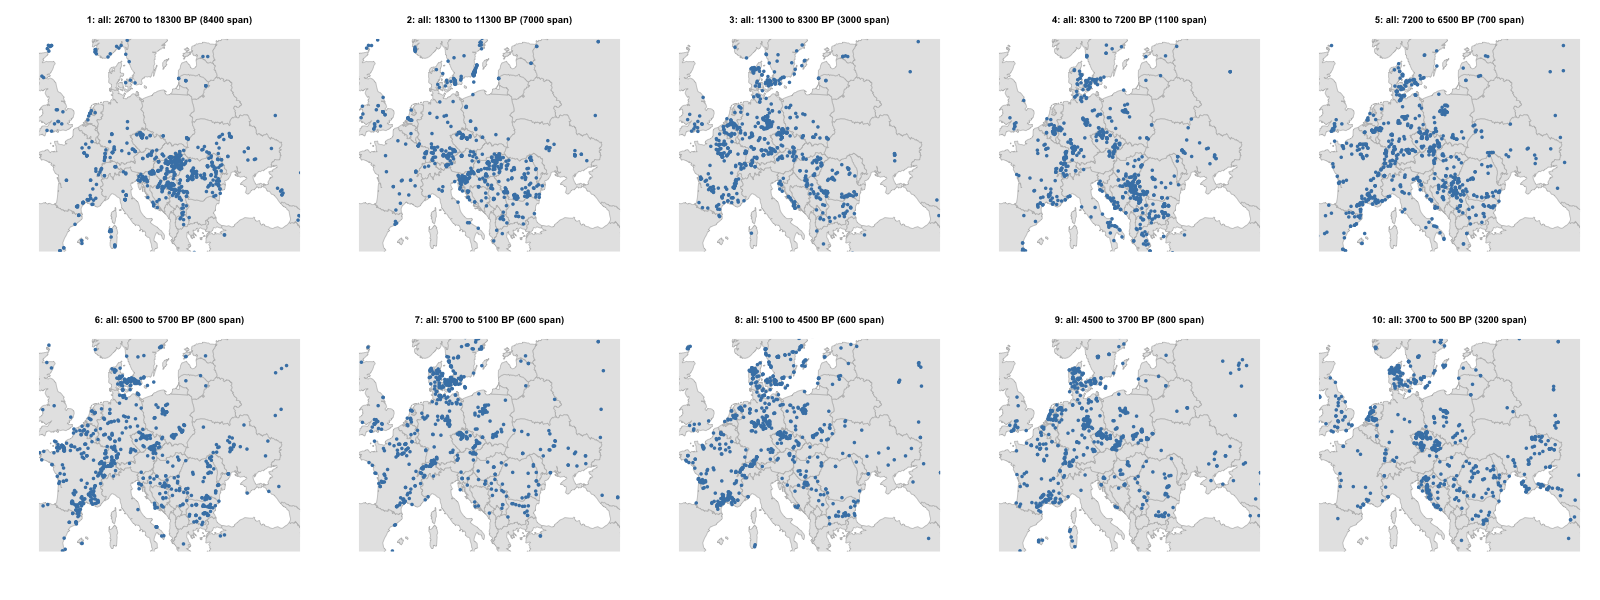 1: all: 26700 to 18300 BP (8400 span)
2: all: 18300 to 11300 BP (7000 span)
3: all: 11300 to 8300 BP (3000 span)
4: all: 8300 to 7200 BP (1100 span)
5: all: 7200 to 6500 BP (700 span)
6: all: 6500 to 5700 BP (800 span)
7: all: 5700 to 5100 BP (600 span)
8: all: 5100 to 4500 BP (600 span)
9: all: 4500 to 3700 BP (800 span)
10: all: 3700 to 500 BP (3200 span)